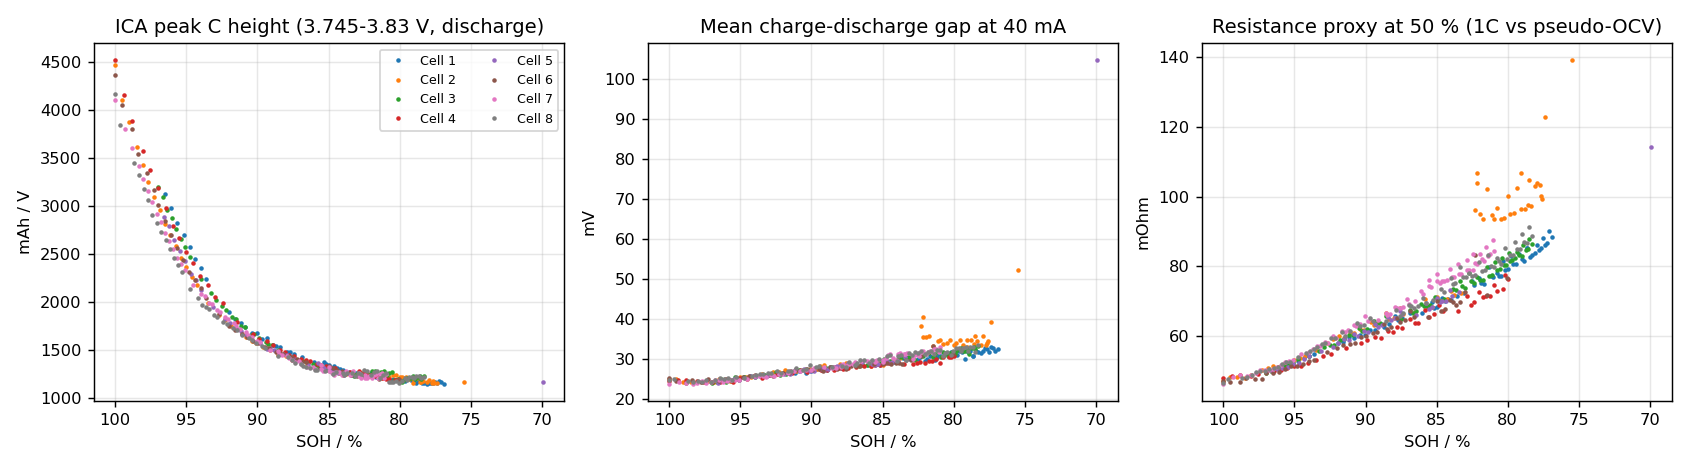 ICA peak C height (3.745-3.83 V, discharge)
mAh / V
4500
4000
3500
3000
2500
2000
1500
1000
100
95
90
85
80
75
70
SOH / %
Cell 1
Cell 2
Cell 3
Cell 4
Cell 5
Cell 6
Cell 7
Cell 8
Mean charge-discharge gap at 40 mA
mV
100
90
80
70
60
50
40
30
20
100
95
90
85
80
75
70
SOH / %
Resistance proxy at 50 % (1C vs pseudo-OCV)
mOhm
140
120
100
80
60
100
95
90
85
80
75
70
SOH / %